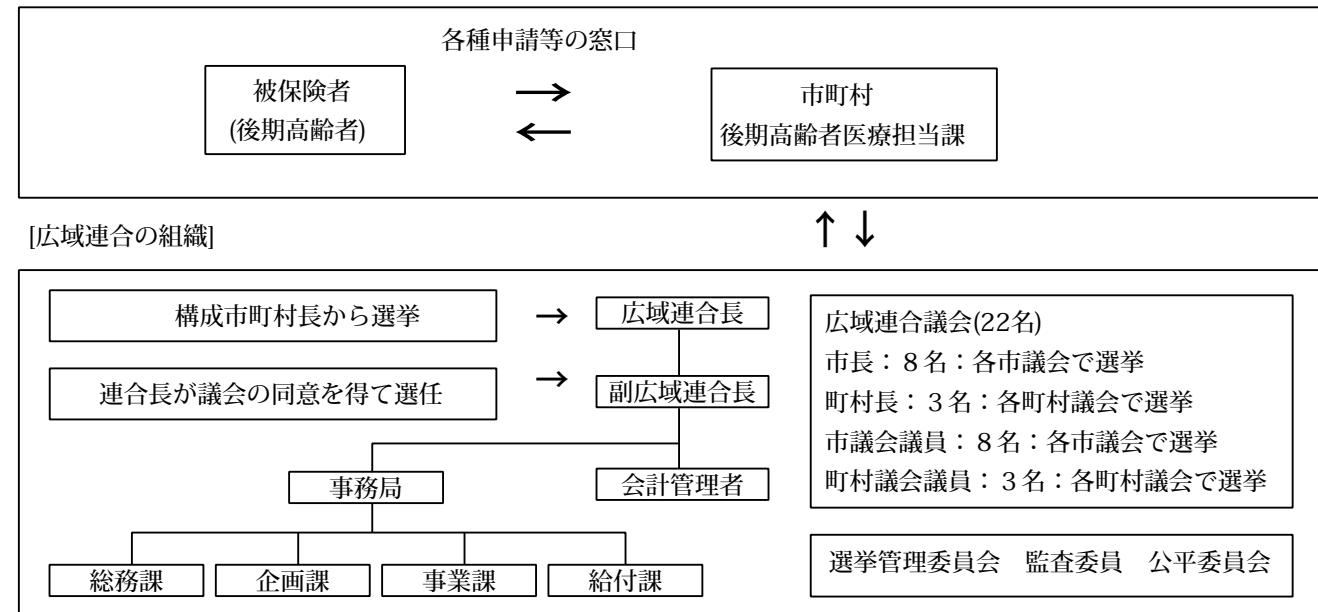 各種申請等の窓口
被保険者
(後期高齢者)
→
←
市町村
後期高齢者医療担当課
↑↓
[広域連合の組織]
構成市町村長から選挙
→
広域連合長
連合長が議会の同意を得て選任
→
副広域連合長
事務局
会計管理者
総務課
企画課
事業課
給付課
広域連合議会(22名)
市長：８名：各市議会で選挙
町村長：３名：各町村議会で選挙
市議会議員：８名：各市議会で選挙
町村議会議員：３名：各町村議会で選挙
選挙管理委員会　監査委員　公平委員会